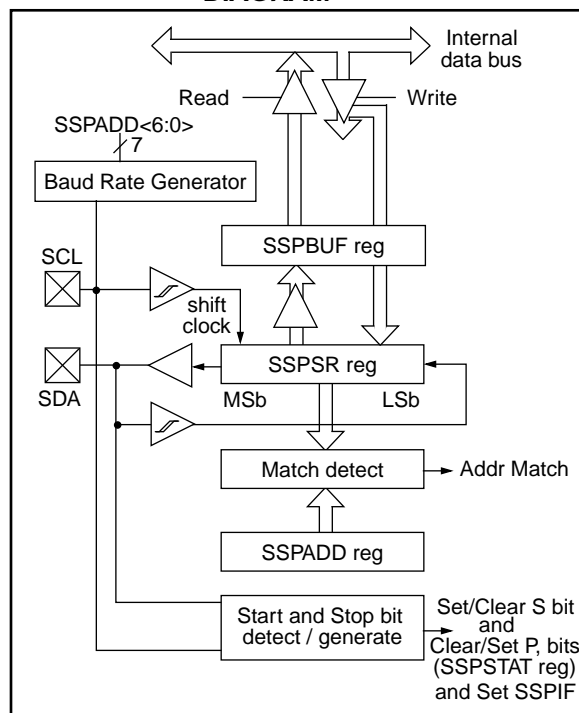 DIAGRAM
Internal
data bus
Read
Write
SSPADD<6:0>
7
Baud Rate Generator
SSPBUF reg
SCL
shift
clock
SSPSR reg
SDA
MSb
LSb
Match detect
Addr Match
SSPADD reg
Start and Stop bit
detect / generate
Set/Clear S bit
and
Clear/Set P, bits
(SSPSTAT reg)
and Set SSPIF